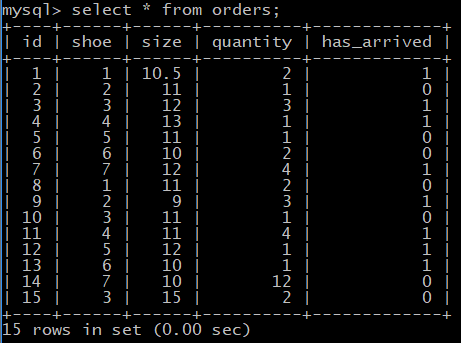 mysql> select * from orders;
+----+------+------+----------+-------------+
| id | shoe | size | quantity | has_arrived |
+----+------+------+----------+-------------+
|  1 |    1 | 10.5 |        2 |           1 |
|  2 |    2 |   11 |        1 |           0 |
|  3 |    3 |   12 |        3 |           1 |
|  4 |    4 |   13 |        1 |           1 |
|  5 |    5 |   11 |        1 |           0 |
|  6 |    6 |   10 |        2 |           0 |
|  7 |    7 |   12 |        4 |           1 |
|  8 |    1 |   11 |        2 |           0 |
|  9 |    2 |    9 |        3 |           1 |
| 10 |    3 |   11 |        1 |           0 |
| 11 |    4 |   11 |        4 |           1 |
| 12 |    5 |   12 |        1 |           1 |
| 13 |    6 |   10 |        1 |           1 |
| 14 |    7 |   10 |       12 |           0 |
| 15 |    3 |   15 |        2 |           0 |
+----+------+------+----------+-------------+
15 rows in set (0.00 sec)